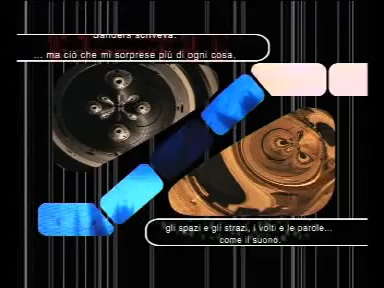 Sanders scriveva:
... ma ciò che mi sorprese più di ogni cosa,
gli spazi e gli strazi, i volti e le parole...
come il suono.